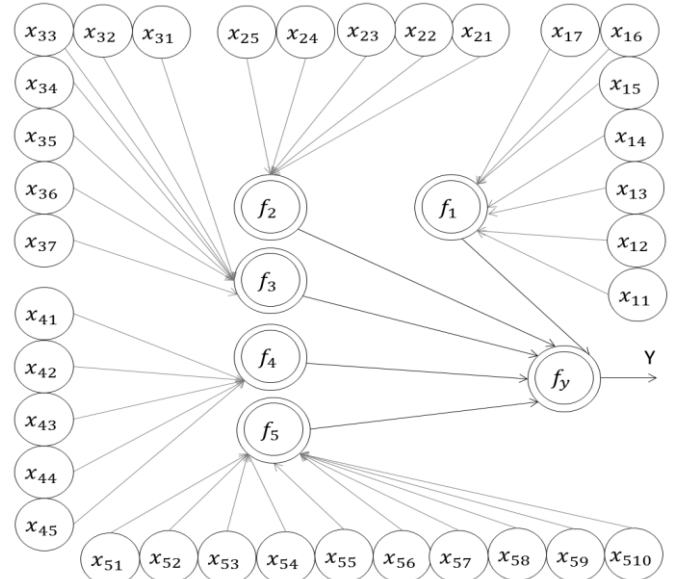 x33 x32 x31 x25 x24 x23 x22 x21 x17 x16
x34 x15
x35 x14
x36 f2 f1 x13
x37 x12
f3 x11
x41
x42 f4 fy Y
x43 f5
x44
x45
x51 x52 x53 x54 x55 x56 x57 x58 x59 x510